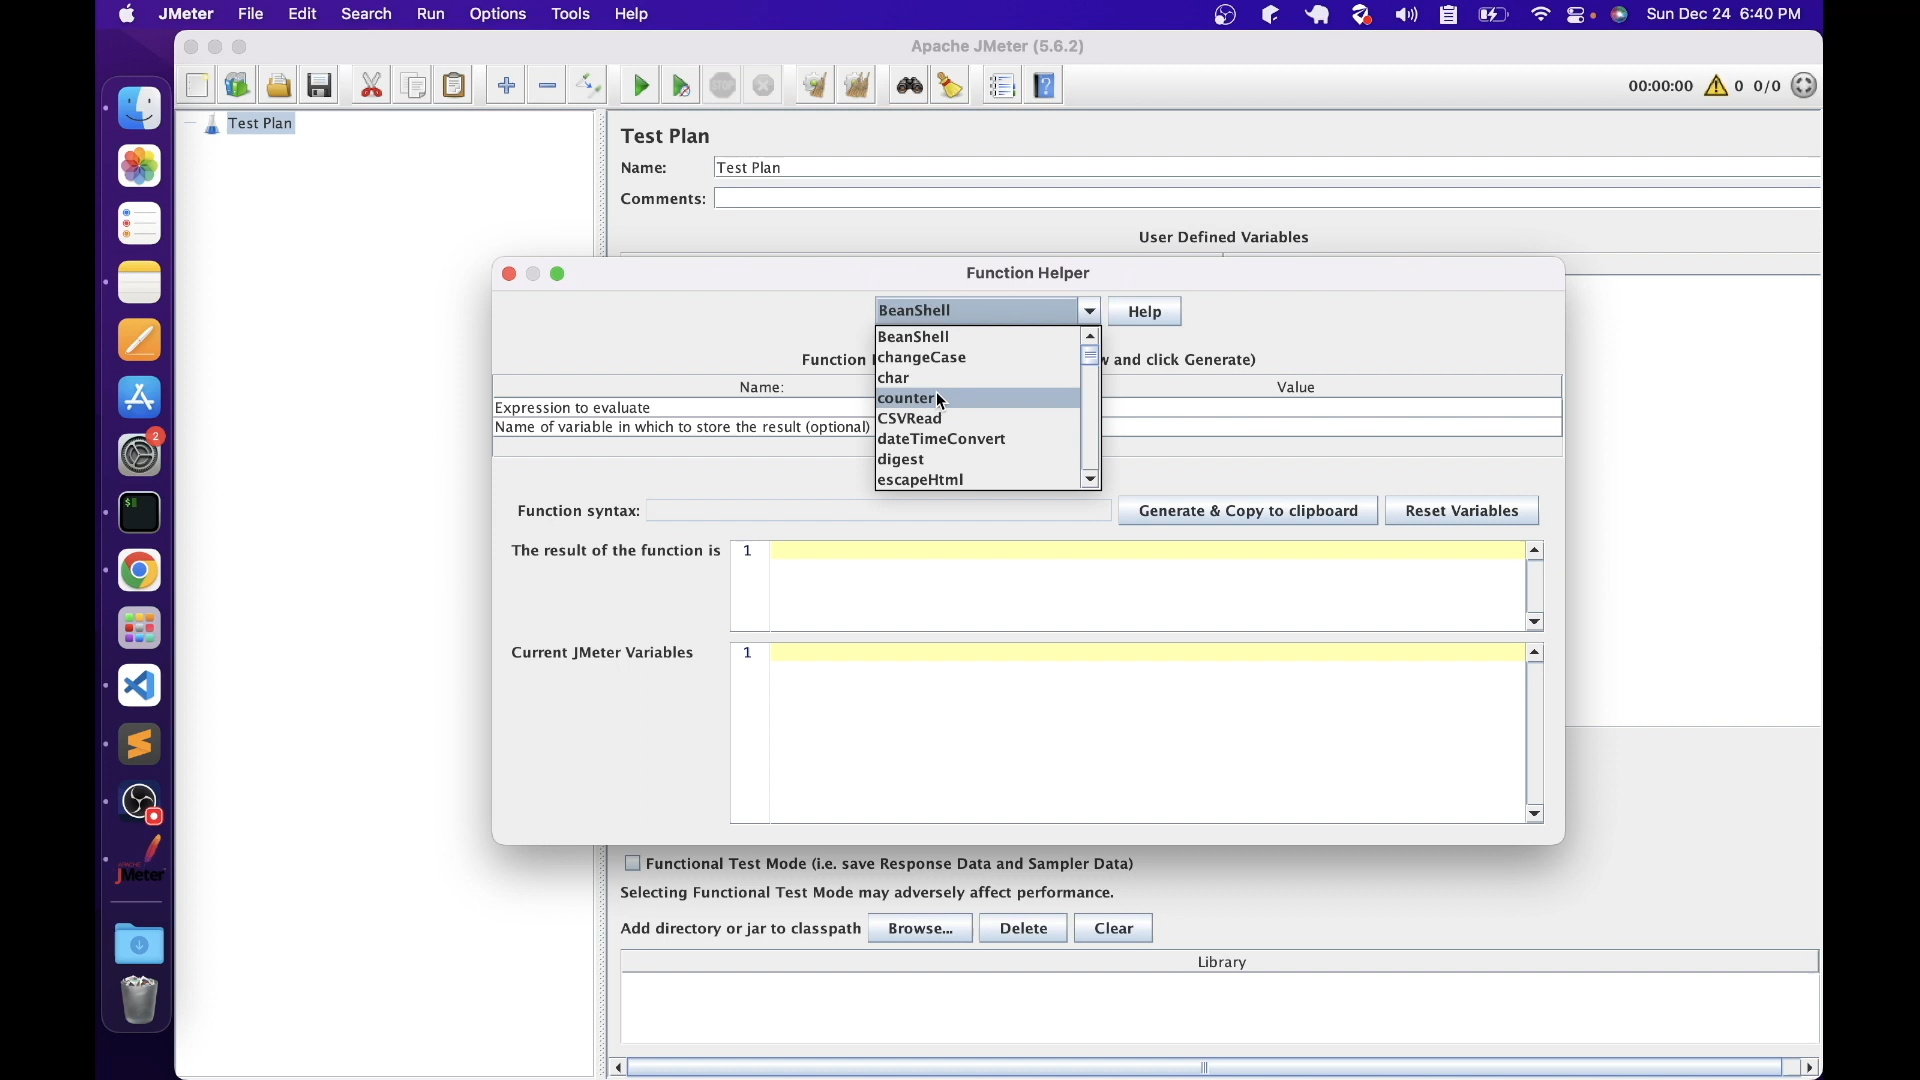 JMeter File Edit Search Run Options Tools Help Sun Dec 24 6:40 PM
Apache JMeter (5.6.2)
00:00:00 0 0/0
Test Plan
Test Plan
Name: Test Plan
Comments:
User Defined Variables
Function Helper
BeanShell Help
BeanShell
changeCase
char
counter
CSVRead
dateTimeConvert
digest
escapeHtml
Function and click Generate)
Name: Value
Expression to evaluate
Name of variable in which to store the result (optional)
Function syntax: Generate & Copy to clipboard Reset Variables
The result of the function is 1
Current JMeter Variables 1
Functional Test Mode (i.e. save Response Data and Sampler Data)
Selecting Functional Test Mode may adversely affect performance.
Add directory or jar to classpath Browse... Delete Clear
Library
2
JMeter